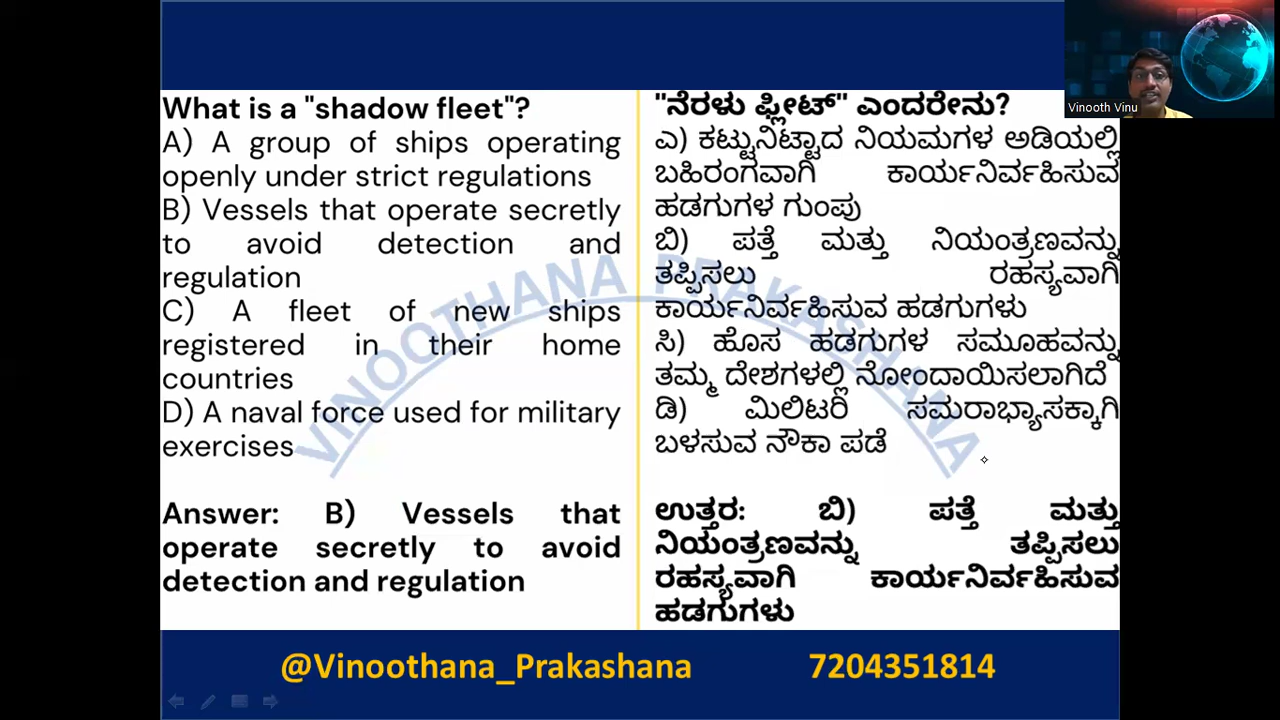 Vinooth Vinu
What is a "shadow fleet"?
A) A group of ships operating
openly under strict regulations
B) Vessels that operate secretly
to avoid detection and
regulation
C) A fleet of new ships
registered in their home
countries
D) A naval force used for military
exercises
Answer: B) Vessels that
operate secretly to avoid
detection and regulation
"ನೆರಳು ಫ್ಲೀಟ್" ಎಂದರೇನು?
ಎ) ಕಟ್ಟುನಿಟ್ಟಾದ ನಿಯಮಗಳ ಅಡಿಯಲ್ಲಿ
ಬಹಿರಂಗವಾಗಿ ಕಾರ್ಯನಿರ್ವಹಿಸುವ
ಹಡಗುಗಳ ಗುಂಪು
ಬಿ) ಪತ್ತೆ ಮತ್ತು ನಿಯಂತ್ರಣವನ್ನು
ತಪ್ಪಿಸಲು ರಹಸ್ಯವಾಗಿ
ಕಾರ್ಯನಿರ್ವಹಿಸುವ ಹಡಗುಗಳು
ಸಿ) ಹೊಸ ಹಡಗುಗಳ ಸಮೂಹವನ್ನು
ತಮ್ಮ ದೇಶಗಳಲ್ಲಿ ನೋಂದಾಯಿಸಲಾಗಿದೆ
ಡಿ) ಮಿಲಿಟರಿ ಸಮರಾಭ್ಯಾಸಕ್ಕಾಗಿ
ಬಳಸುವ ನೌಕಾ ಪಡೆ
ಉತ್ತರ: ಬಿ) ಪತ್ತೆ ಮತ್ತು
ನಿಯಂತ್ರಣವನ್ನು ತಪ್ಪಿಸಲು
ರಹಸ್ಯವಾಗಿ ಕಾರ್ಯನಿರ್ವಹಿಸುವ
ಹಡಗುಗಳು
VINOOTHANA PRAKASHANA
@Vinoothana_Prakashana 7204351814